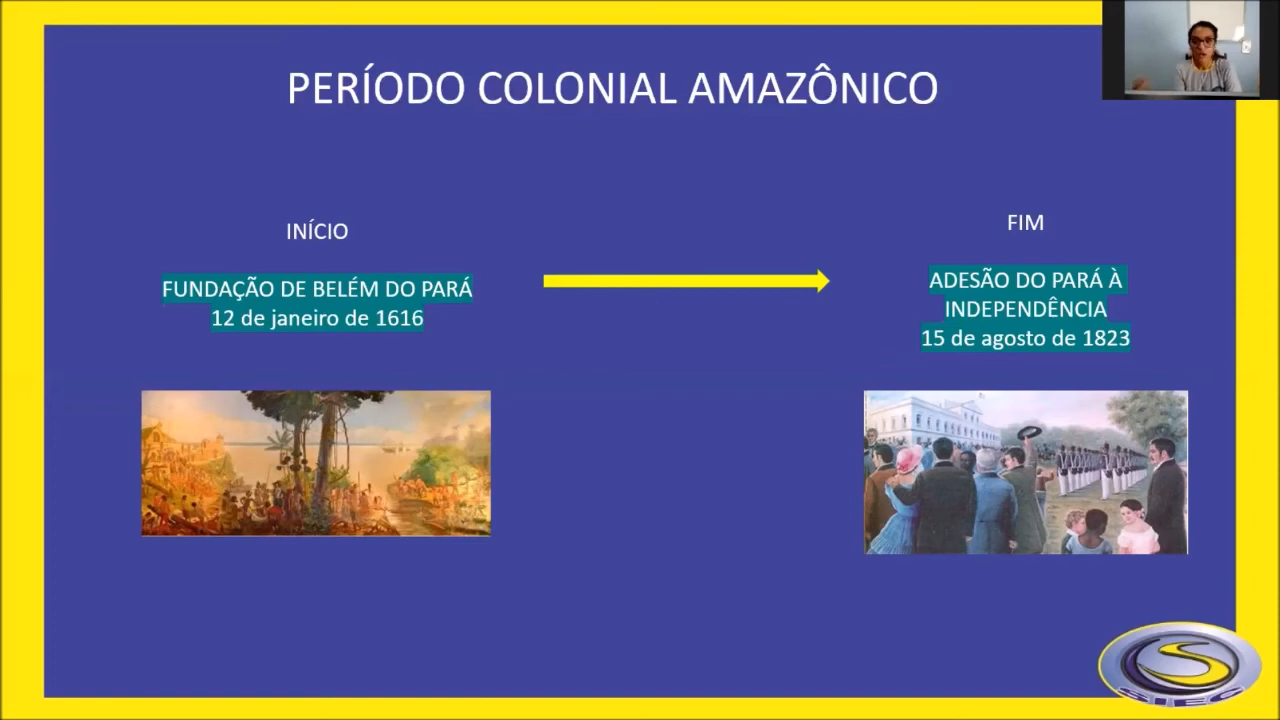 PERÍODO COLONIAL AMAZÔNICO
INÍCIO
FUNDAÇÃO DE BELÉM DO PARÁ
12 de janeiro de 1616
FIM
ADESÃO DO PARÁ À
INDEPENDÊNCIA
15 de agosto de 1823
SIEC